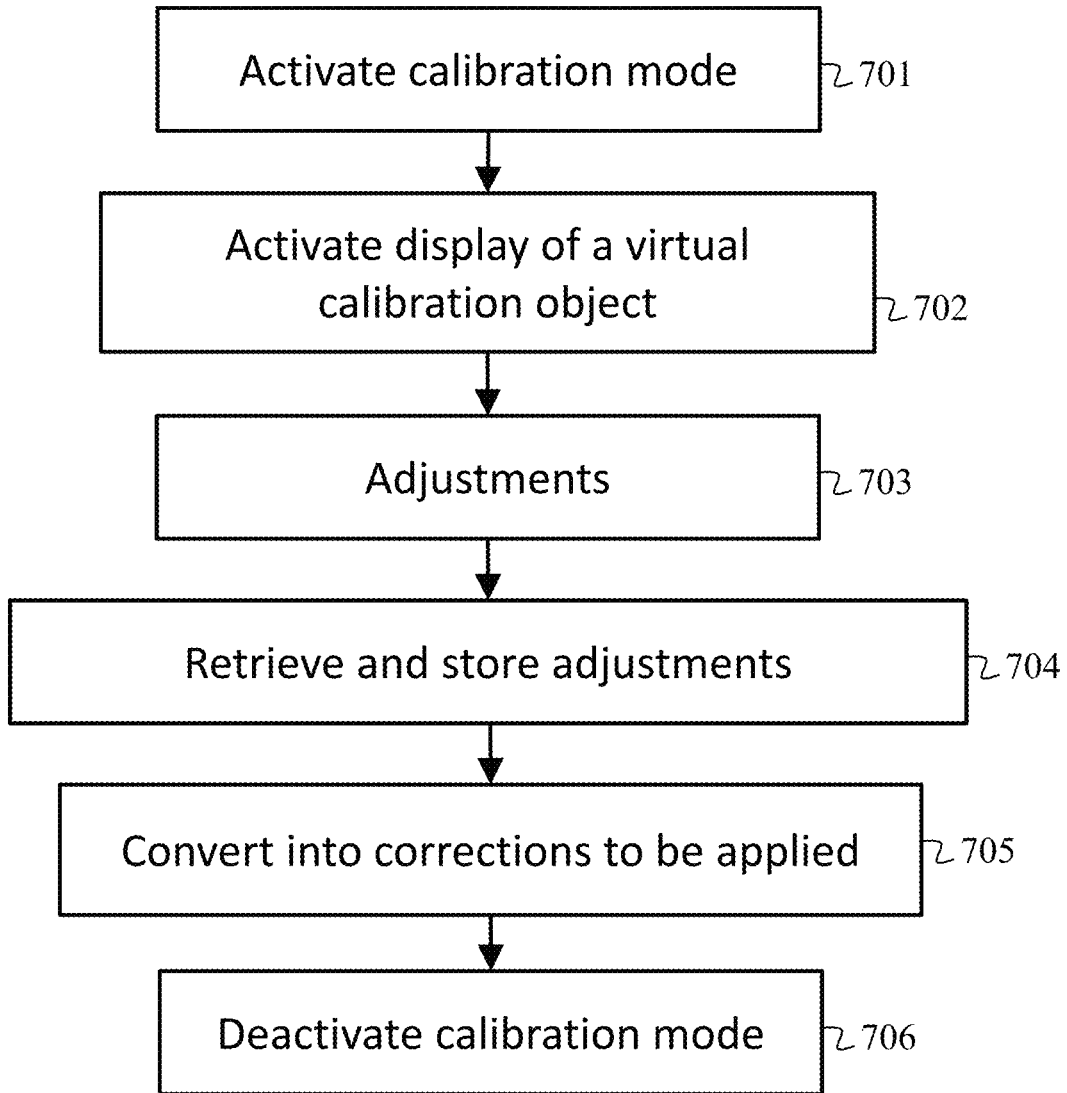 Activate calibration mode
701
Activate display of a virtual
calibration object
702
Adjustments
703
Retrieve and store adjustments
704
Convert into corrections to be applied
705
Deactivate calibration mode
706